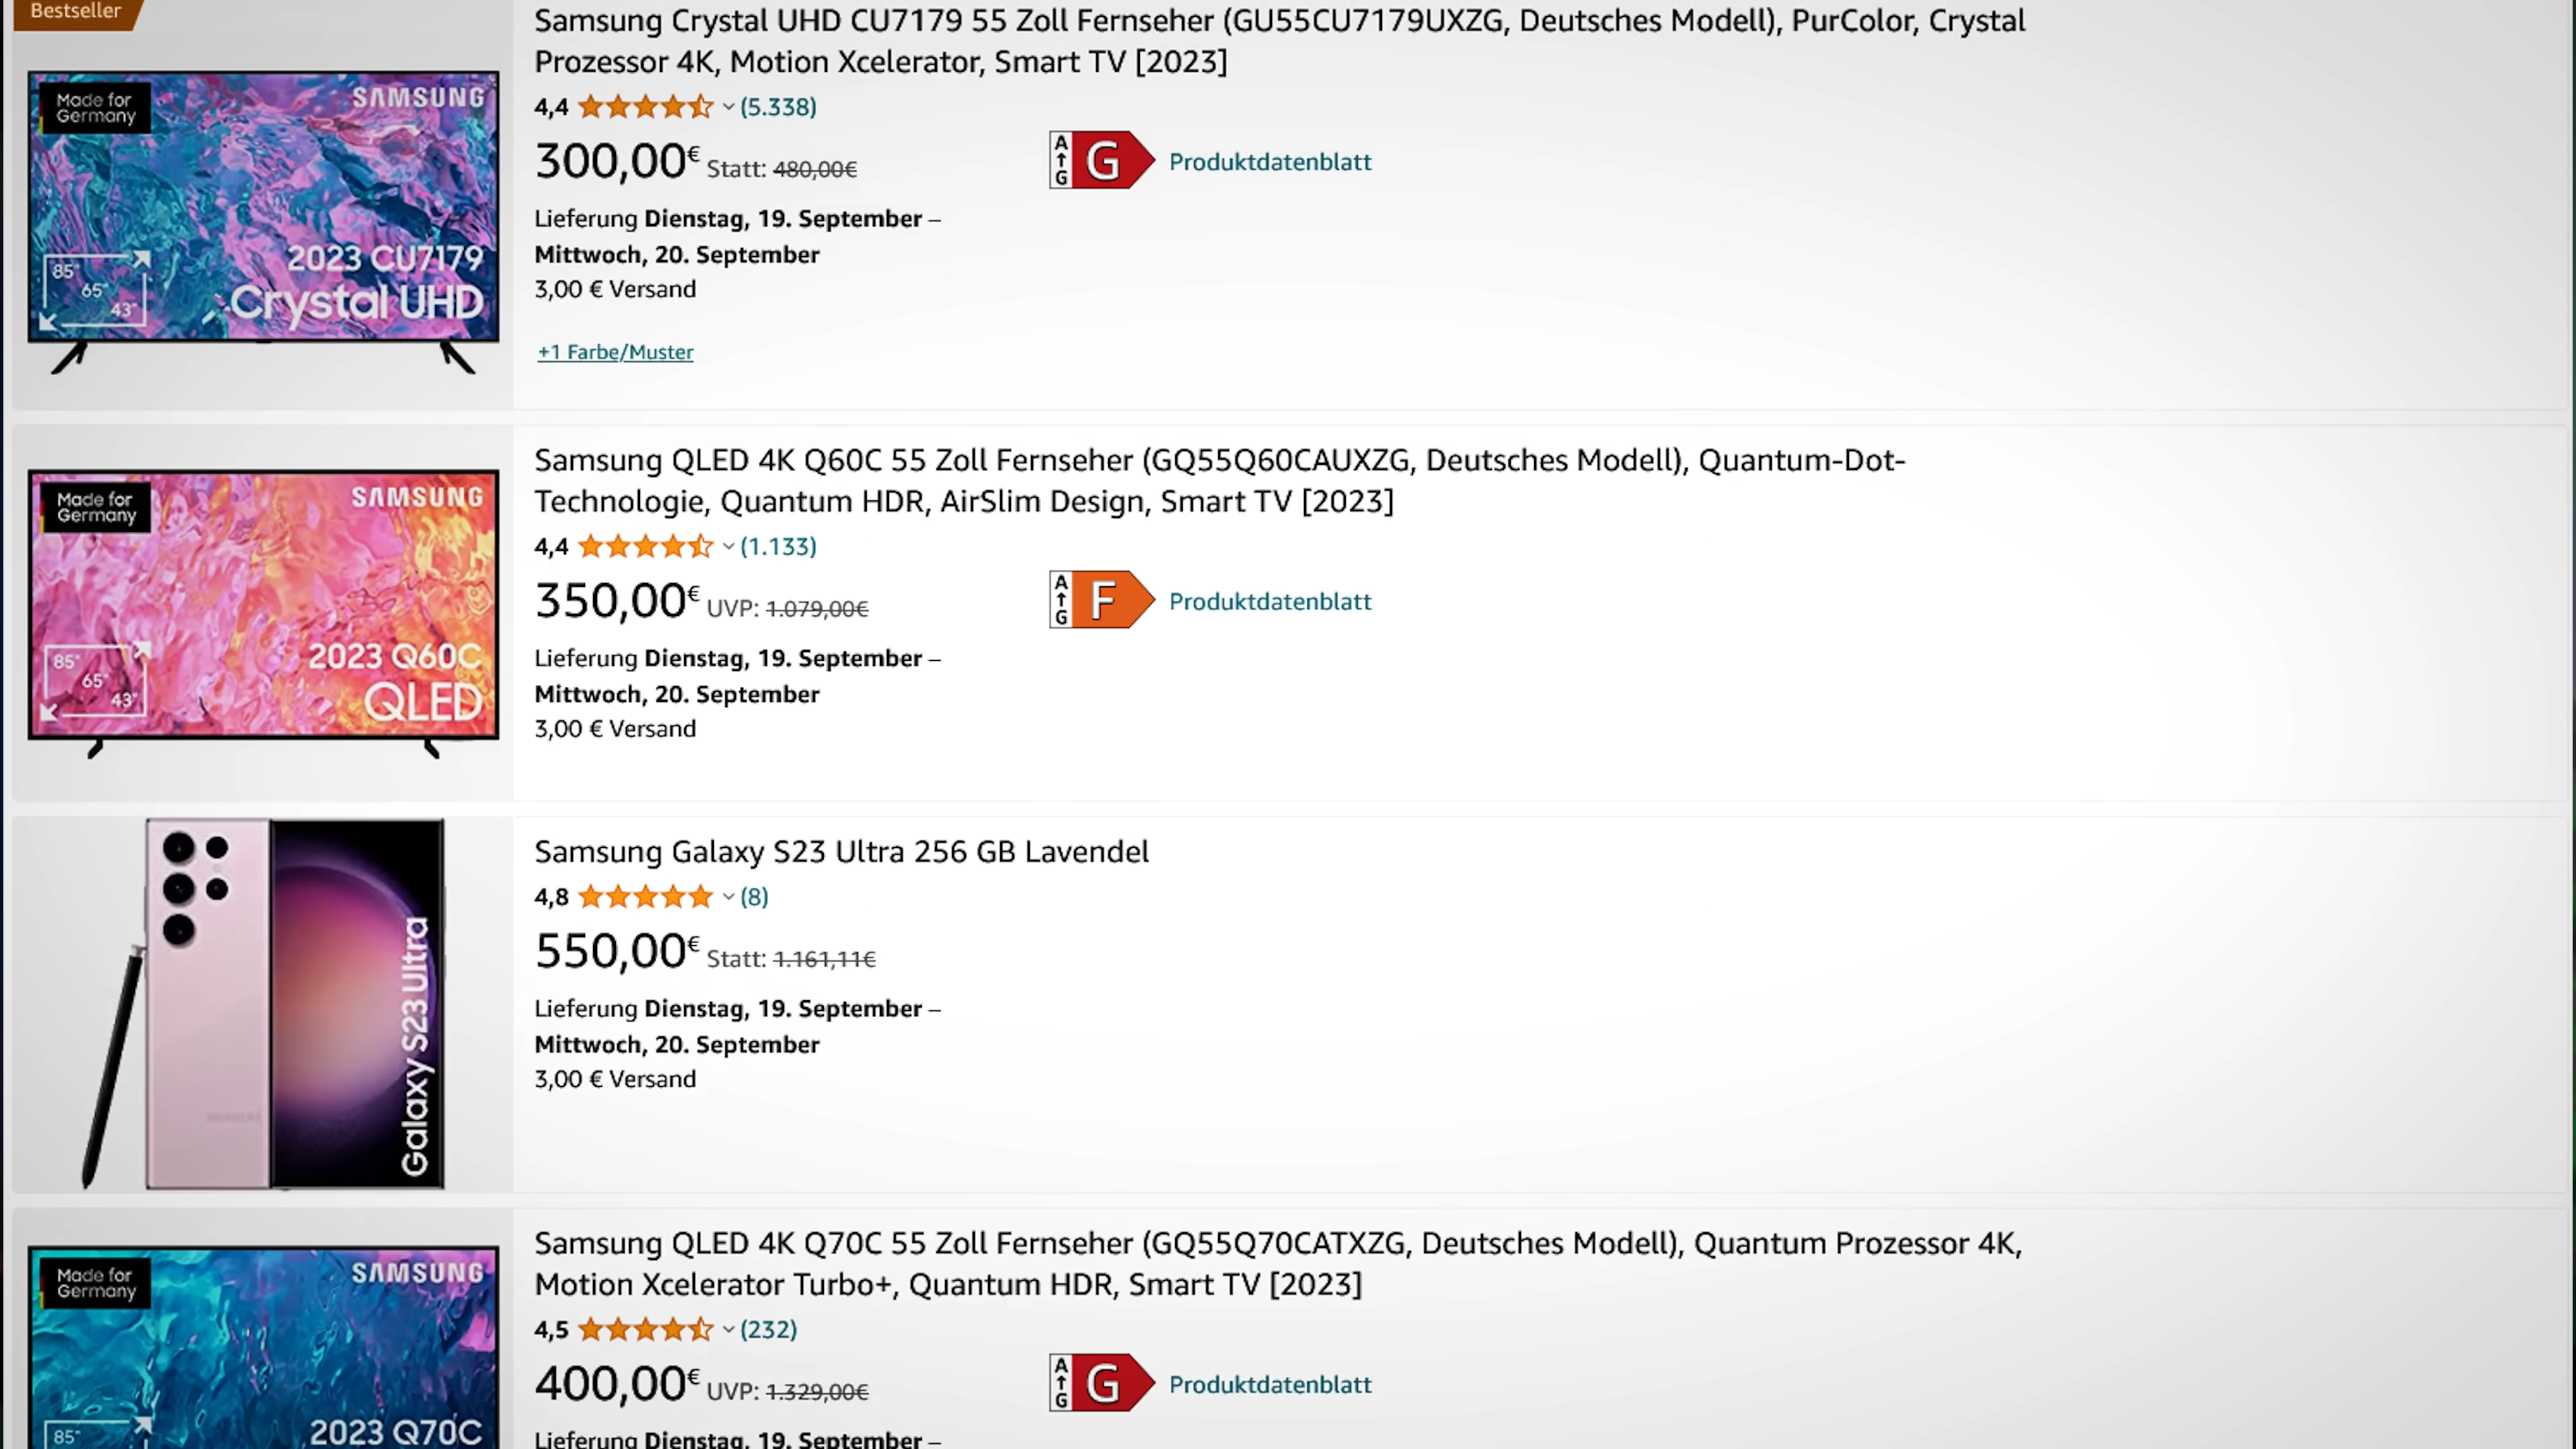 Bestseller
Samsung Crystal UHD CU7179 55 Zoll Fernseher (GU55CU7179UXZG, Deutsches Modell), PurColor, Crystal
Prozessor 4K, Motion Xcelerator, Smart TV [2023]
4,4 (5.338)
300,00€ Statt: 480,00€
A
G
G
Produktdatenblatt
Lieferung Dienstag, 19. September –
Mittwoch, 20. September
3,00 € Versand
+1 Farbe/Muster
Made for
Germany
SAMSUNG
2023 CU7179
Crystal UHD
85"
65"
43"
Samsung QLED 4K Q60C 55 Zoll Fernseher (GQ55Q60CAUXZG, Deutsches Modell), Quantum-Dot-
Technologie, Quantum HDR, AirSlim Design, Smart TV [2023]
4,4 (1.133)
350,00€ UVP: 1.079,00€
A
G
F
Produktdatenblatt
Lieferung Dienstag, 19. September –
Mittwoch, 20. September
3,00 € Versand
Made for
Germany
SAMSUNG
2023 Q60C
QLED
85"
65"
43"
Samsung Galaxy S23 Ultra 256 GB Lavendel
4,8 (8)
550,00€ Statt: 1.161,11€
Lieferung Dienstag, 19. September –
Mittwoch, 20. September
3,00 € Versand
Galaxy S23 Ultra
SAMSUNG
Samsung QLED 4K Q70C 55 Zoll Fernseher (GQ55Q70CATXZG, Deutsches Modell), Quantum Prozessor 4K,
Motion Xcelerator Turbo+, Quantum HDR, Smart TV [2023]
4,5 (232)
400,00€ UVP: 1.329,00€
A
G
G
Produktdatenblatt
Lieferung Dienstag, 19. September –
Made for
Germany
SAMSUNG
2023 Q70C
85"